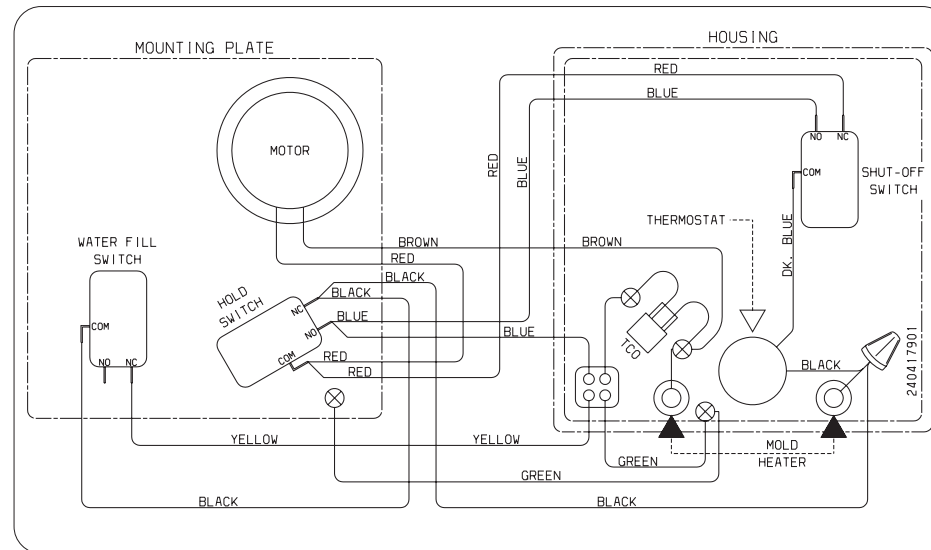 MOUNTING PLATE
HOUSING
RED
BLUE
MOTOR
NO
NC
COM
SHUT-OFF
SWITCH
RED
BLUE
THERMOSTAT
DK. BLUE
WATER FILL
SWITCH
BROWN
BROWN
RED
BLACK
HOLD
SWITCH
NC
BLACK
COM
NO
BLUE
BLUE
TCO
NO
NC
COM
RED
RED
BLACK
240417901
YELLOW
YELLOW
MOLD
HEATER
GREEN
GREEN
BLACK
BLACK